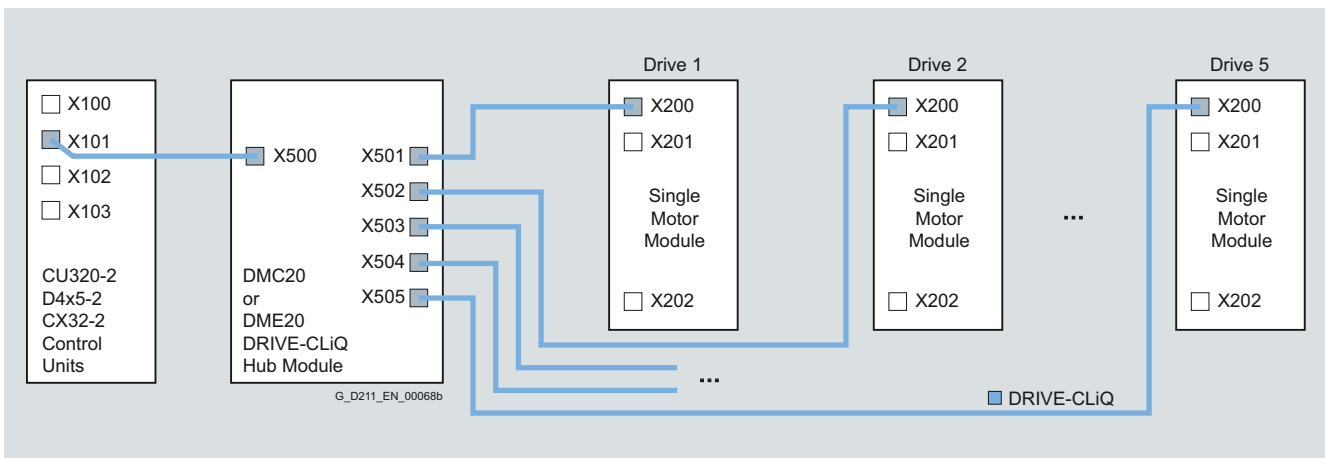 Drive 1
Drive 2
Drive 5
X100
X101
X102
X103
CU320-2
D4x5-2
CX32-2
Control
Units
X500
X501
X502
X503
X504
X505
DMC20
or
DME20
DRIVE-CLiQ
Hub Module
G_D211_EN_00068b
X200
X201
Single
Motor
Module
X202
...
X200
X201
Single
Motor
Module
X202
...
X200
X201
Single
Motor
Module
X202
DRIVE-CLiQ